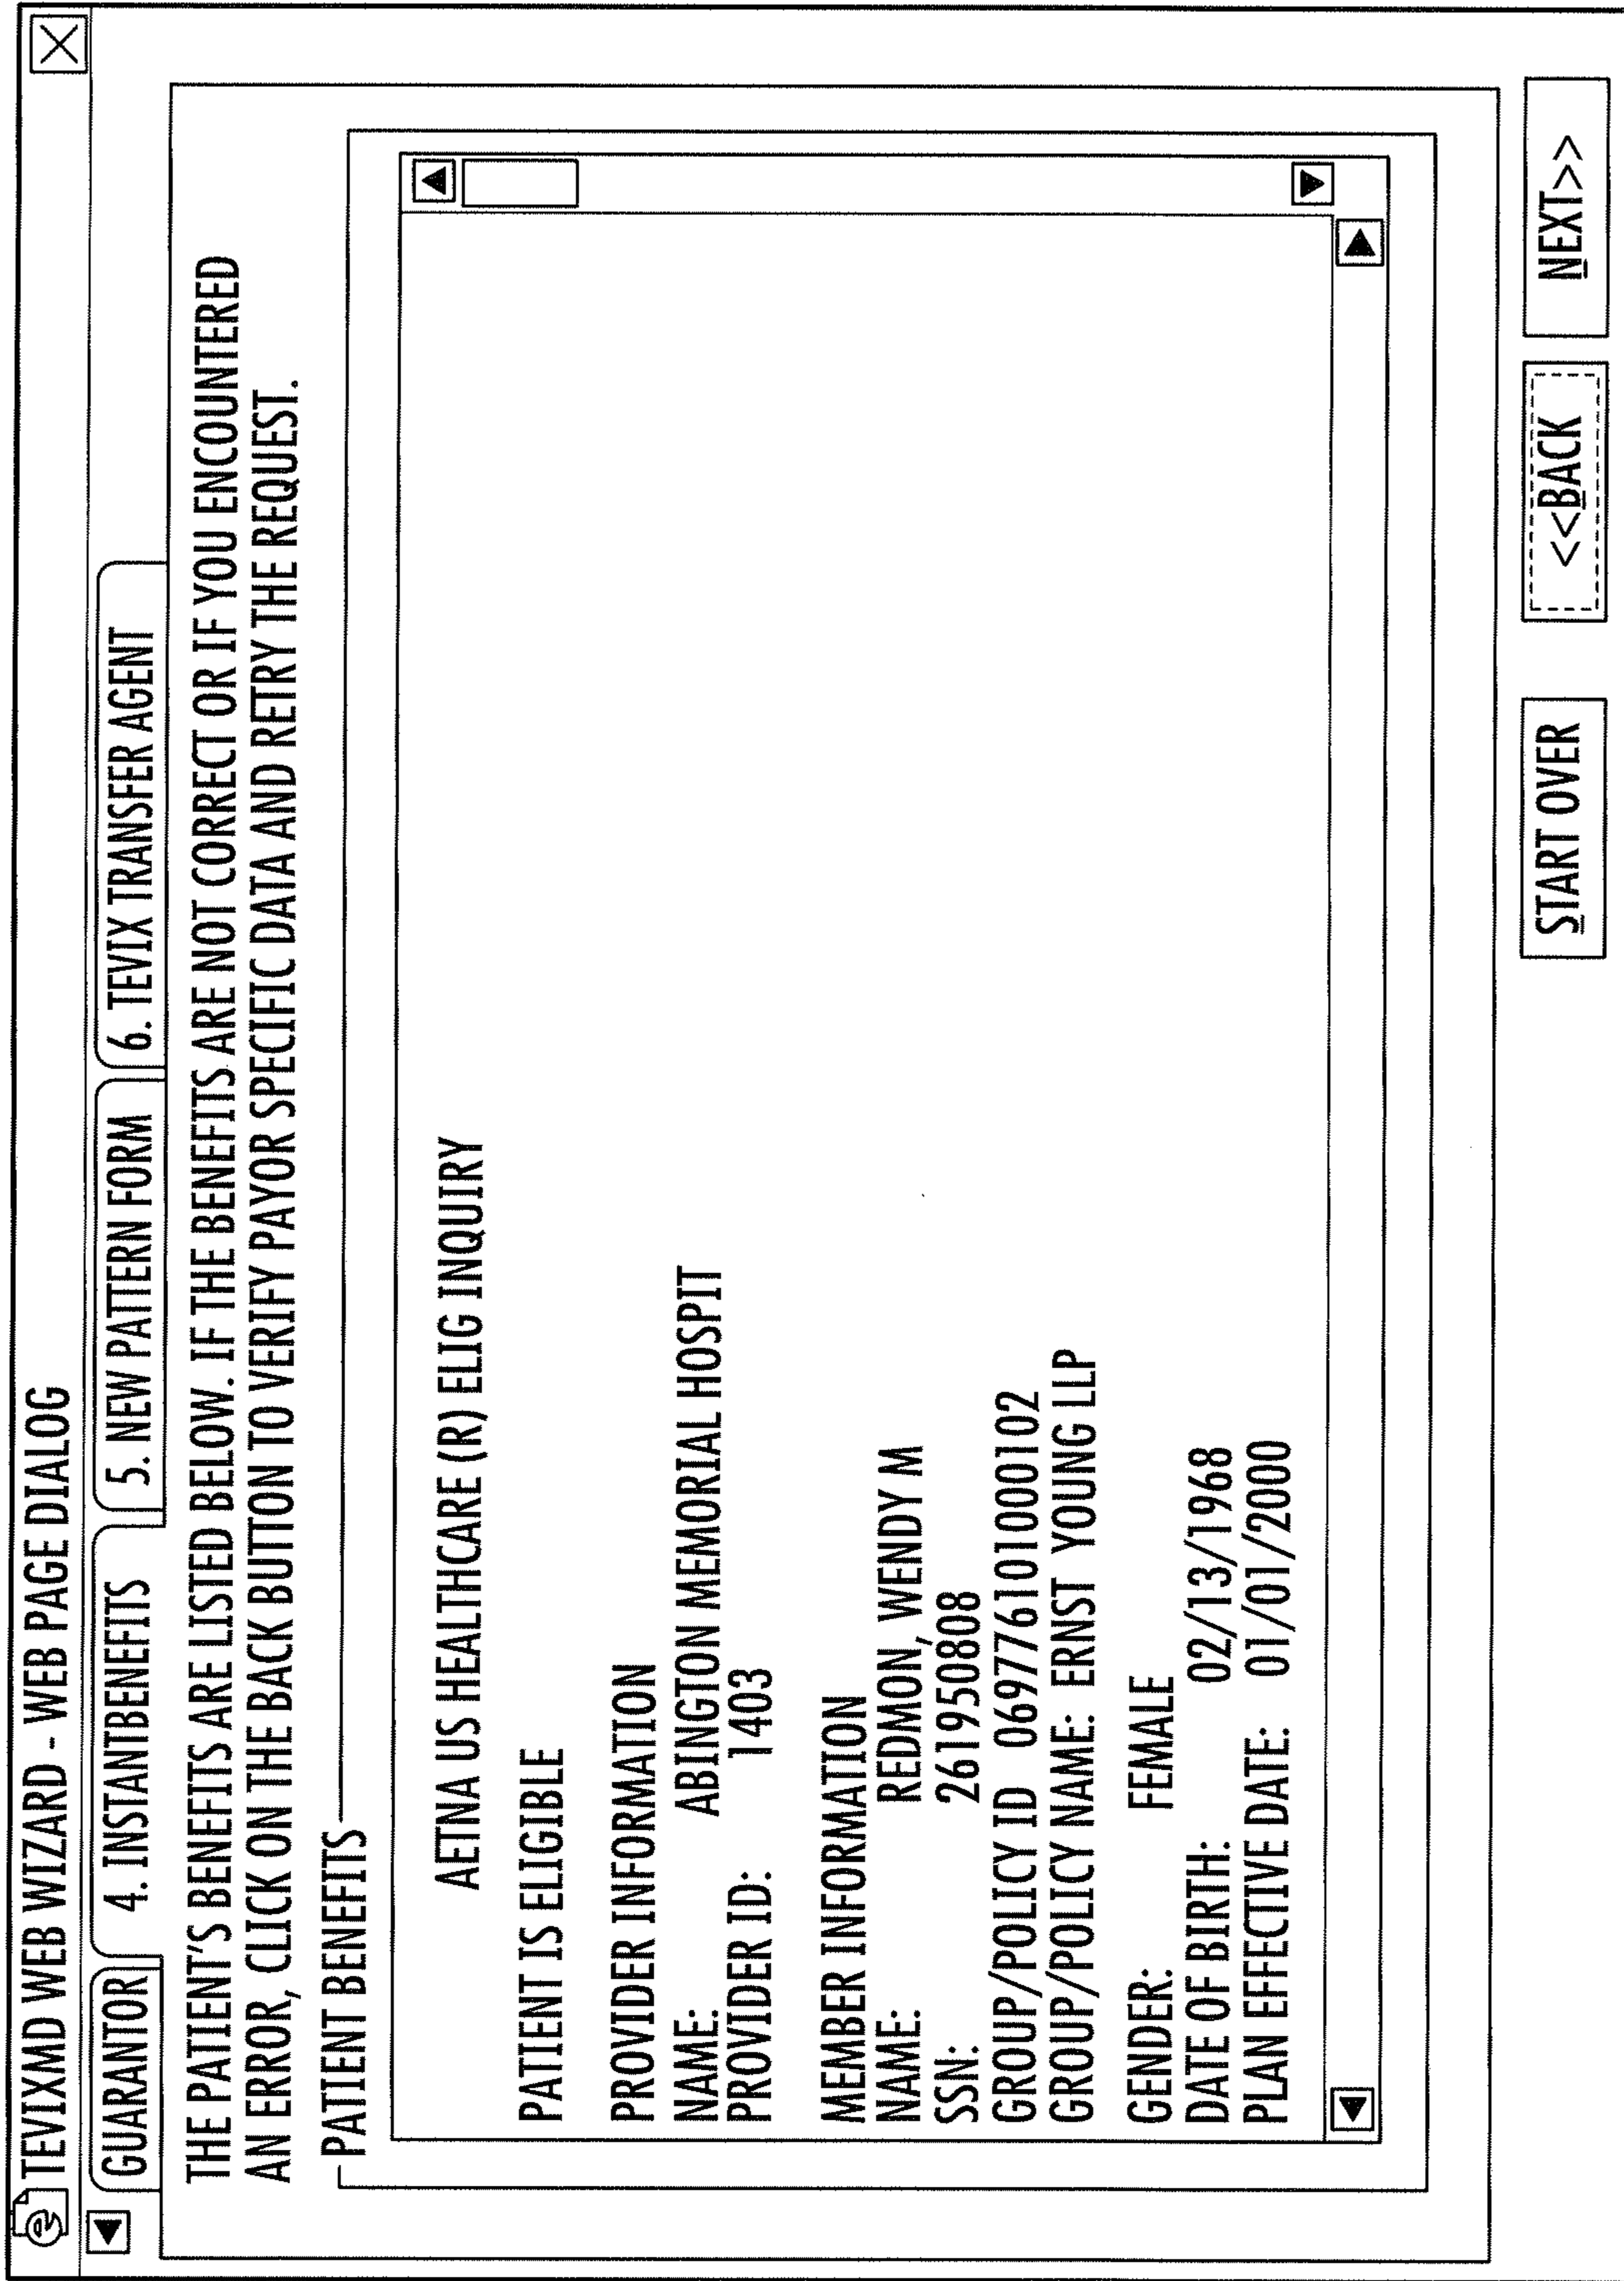 TEVIXMD WEB WIZARD - WEB PAGE DIALOG
GUARANTOR 4. INSTANTBENEFITS 5. NEW PATTERN FORM 6. TEVIX TRANSFER AGENT
THE PATIENT'S BENEFITS ARE LISTED BELOW. IF THE BENEFITS ARE NOT CORRECT OR IF YOU ENCOUNTERED
AN ERROR, CLICK ON THE BACK BUTTON TO VERIFY PAYOR SPECIFIC DATA AND RETRY THE REQUEST.
PATIENT BENEFITS
AETNA US HEALTHCARE (R) ELIG INQUIRY
PATIENT IS ELIGIBLE
PROVIDER INFORMATION
NAME: ABINGTON MEMORIAL HOSPIT
PROVIDER ID: 1403
MEMBER INFORMATION
NAME: REDMON, WENDY M
SSN: 261950808
GROUP/POLICY ID 069776101000102
GROUP/POLICY NAME: ERNST YOUNG LLP
GENDER: FEMALE
DATE OF BIRTH: 02/13/1968
PLAN EFFECTIVE DATE: 01/01/2000
START OVER <<BACK NEXT>>